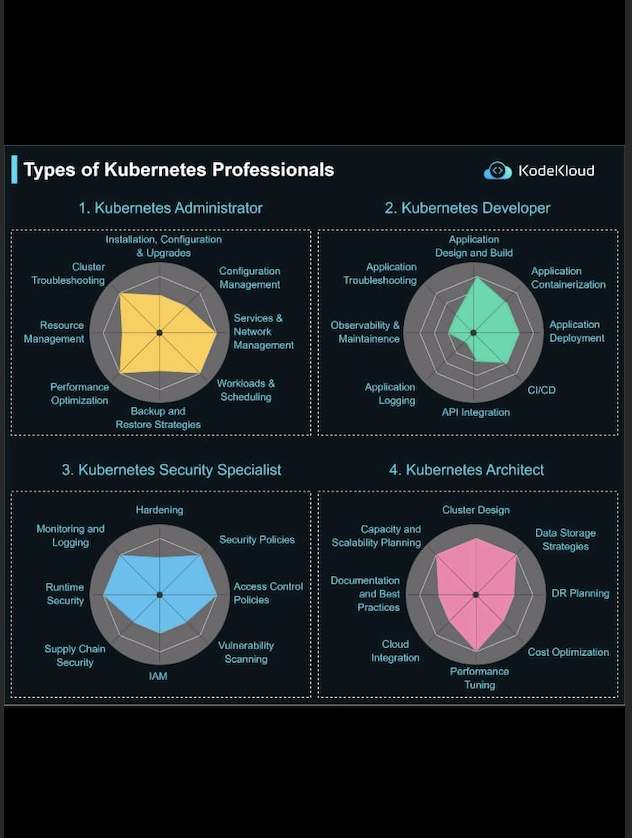 Types of Kubernetes Professionals
KodeKloud
1. Kubernetes Administrator
Installation, Configuration
& Upgrades
Configuration
Management
Services &
Network
Management
Workloads &
Scheduling
Backup and
Restore Strategies
Performance
Optimization
Resource
Management
Cluster
Troubleshooting
2. Kubernetes Developer
Application
Design and Build
Application
Containerization
Application
Deployment
CI/CD
API Integration
Application
Logging
Observability &
Maintainence
Application
Troubleshooting
3. Kubernetes Security Specialist
Hardening
Security Policies
Access Control
Policies
Vulnerability
Scanning
IAM
Supply Chain
Security
Runtime
Security
Monitoring and
Logging
4. Kubernetes Architect
Cluster Design
Data Storage
Strategies
DR Planning
Cost Optimization
Performance
Tuning
Cloud
Integration
Documentation
and Best
Practices
Capacity and
Scalability Planning